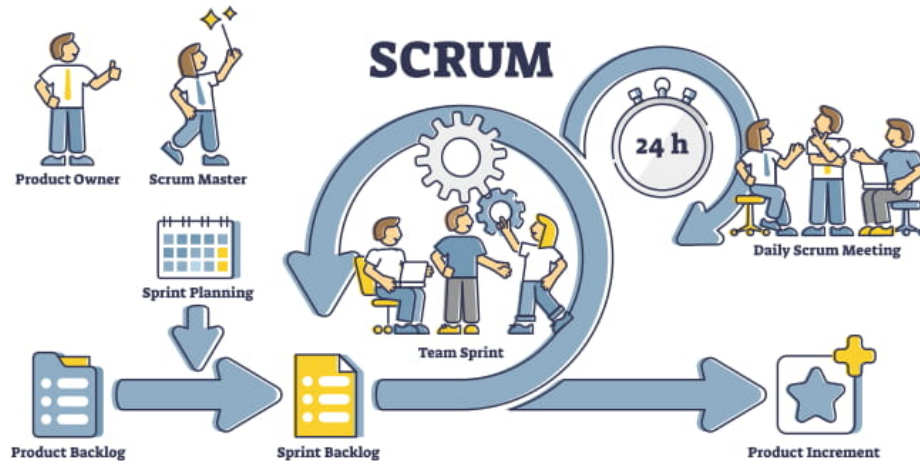 SCRUM
24 h
Product Owner
Scrum Master
Daily Scrum Meeting
Sprint Planning
Team Sprint
Product Backlog
Sprint Backlog
Product Increment